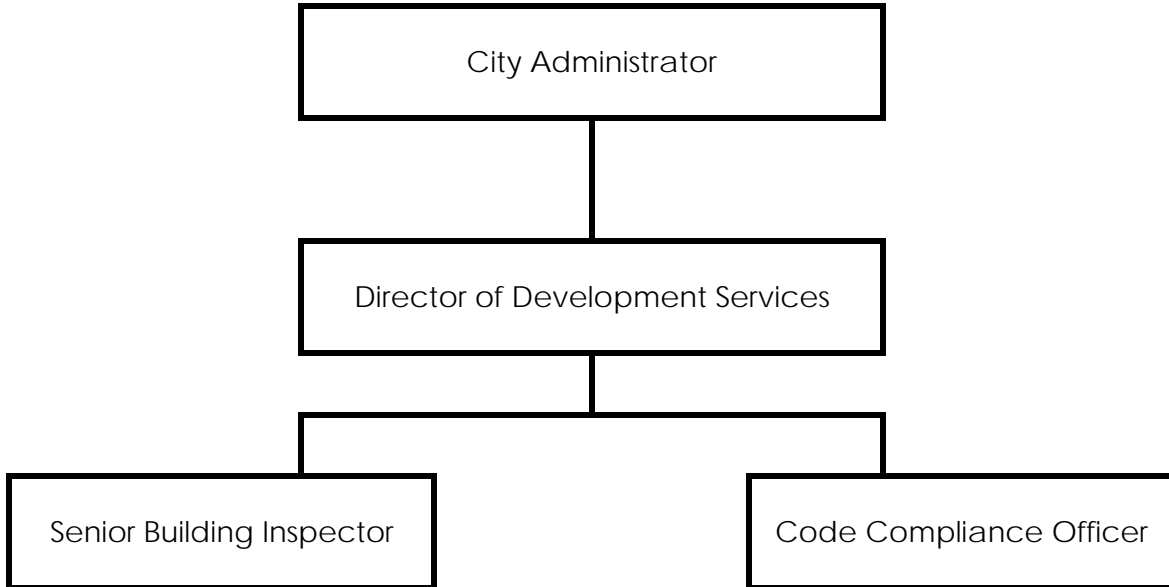 City Administrator
Director of Development Services
Senior Building Inspector
Code Compliance Officer